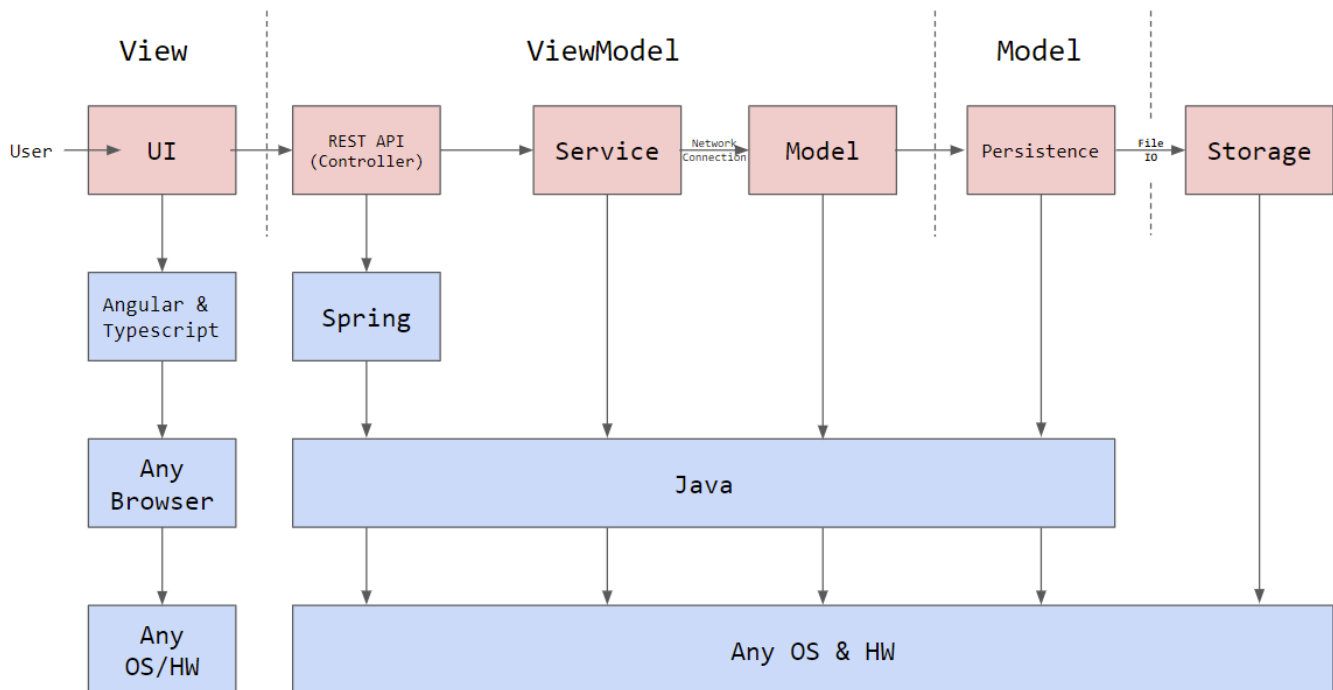 View
ViewModel
Model
User
UI
REST API
(Controller)
Service
Network
Connection
Model
Persistence
File
IO
Storage
Angular &
Typescript
Spring
Any
Browser
Java
Any
OS/HW
Any OS & HW